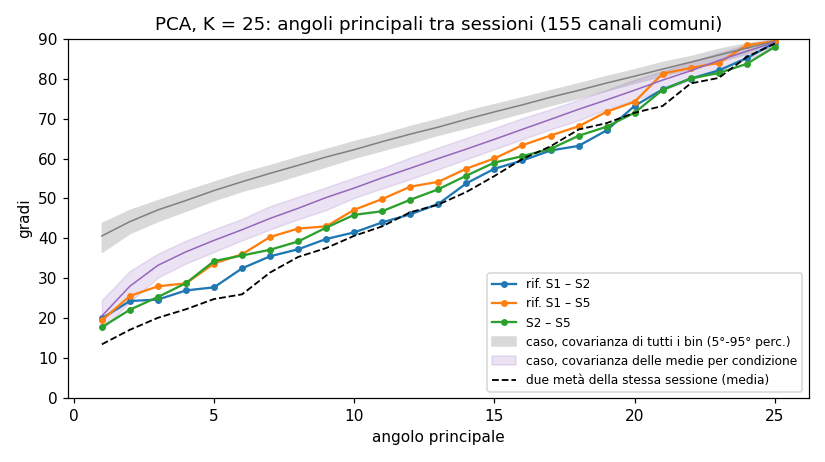 PCA, K = 25: angoli principali tra sessioni (155 canali comuni)
90
80
70
60
50
40
30
20
10
0
gradi
rif. S1 – S2
rif. S1 – S5
S2 – S5
caso, covarianza di tutti i bin (5°-95° perc.)
caso, covarianza delle medie per condizione
due metà della stessa sessione (media)
0 5 10 15 20 25
angolo principale